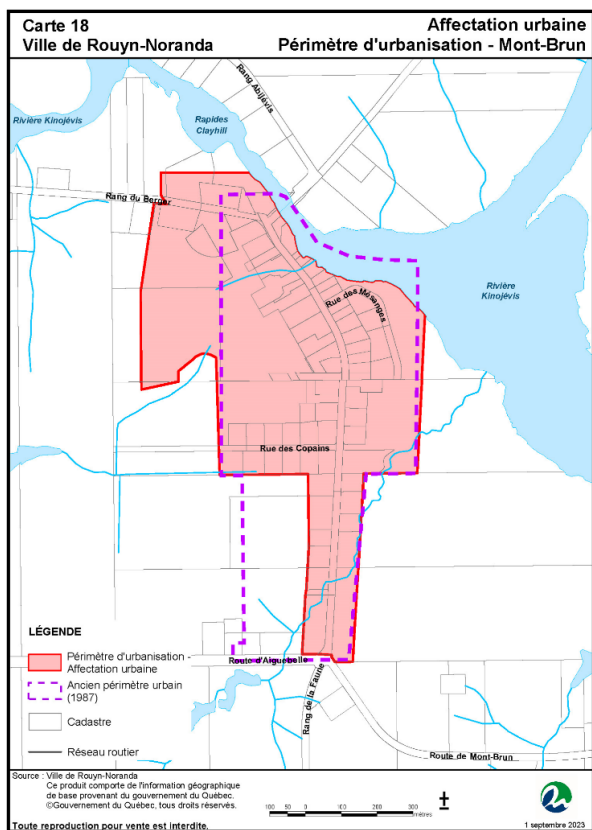 Carte 18
Ville de Rouyn-Noranda
Affectation urbaine
Périmètre d'urbanisation - Mont-Brun
Rang Abijévis
Rivière Kinojévis
Rapides
Clayhill
Rang du Berger
Rivière
Kinojévis
Rue des Mésanges
Rue des Copains
LÉGENDE
Périmètre d'urbanisation -
Affectation urbaine
Ancien périmètre urbain
(1987)
Cadastre
Réseau routier
Route d'Aiguebelle
Rang de la Faune
Route de Mont-Brun
Source : Ville de Rouyn-Noranda
Ce produit comporte de l'information géographique
de base provenant du gouvernement du Québec.
©Gouvernement du Québec, tous droits réservés.
Toute reproduction pour vente est interdite.
100 50 0 100 200 300
mètres
1 septembre 2023